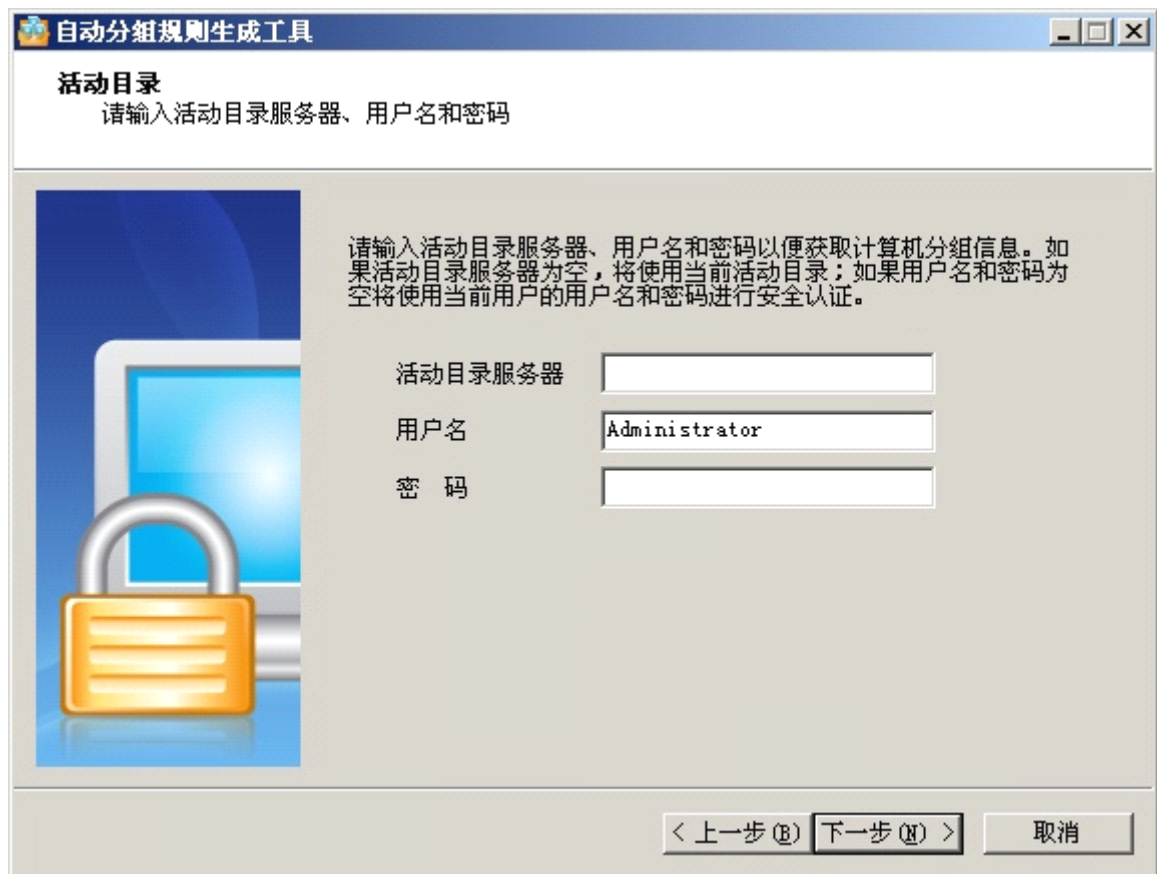 自动分组规则生成工具
活动目录
请输入活动目录服务器、用户名和密码
请输入活动目录服务器、用户名和密码以便获取计算机分组信息。如
果活动目录服务器为空，将使用当前活动目录；如果用户名和密码为
空将使用当前用户的用户名和密码进行安全认证。
活动目录服务器
用户名 Administrator
密 码
< 上一步(B) 下一步(N) > 取消